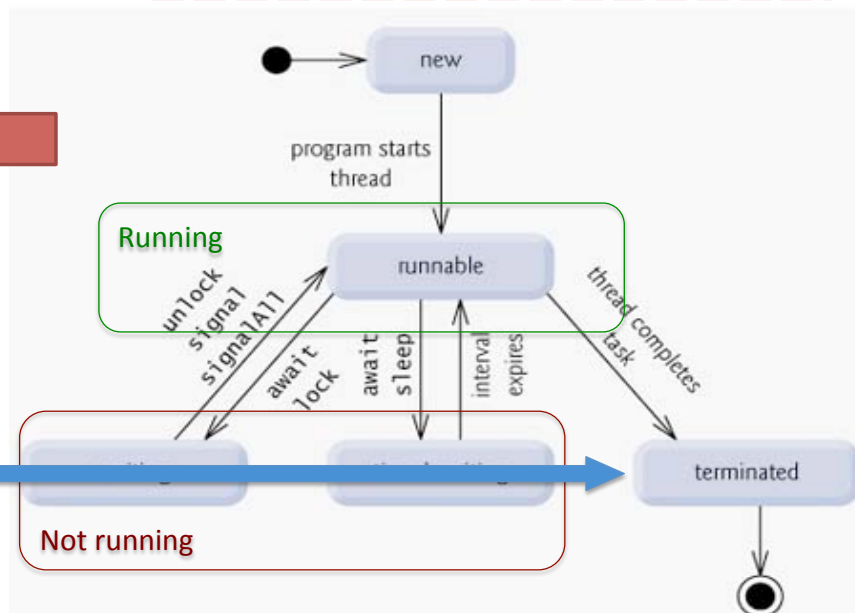 new
program starts
thread
Running
runnable
unlock
signal
signalAll
await
lock
await
sleep
interval
expires
thread completes
task
terminated
Not running